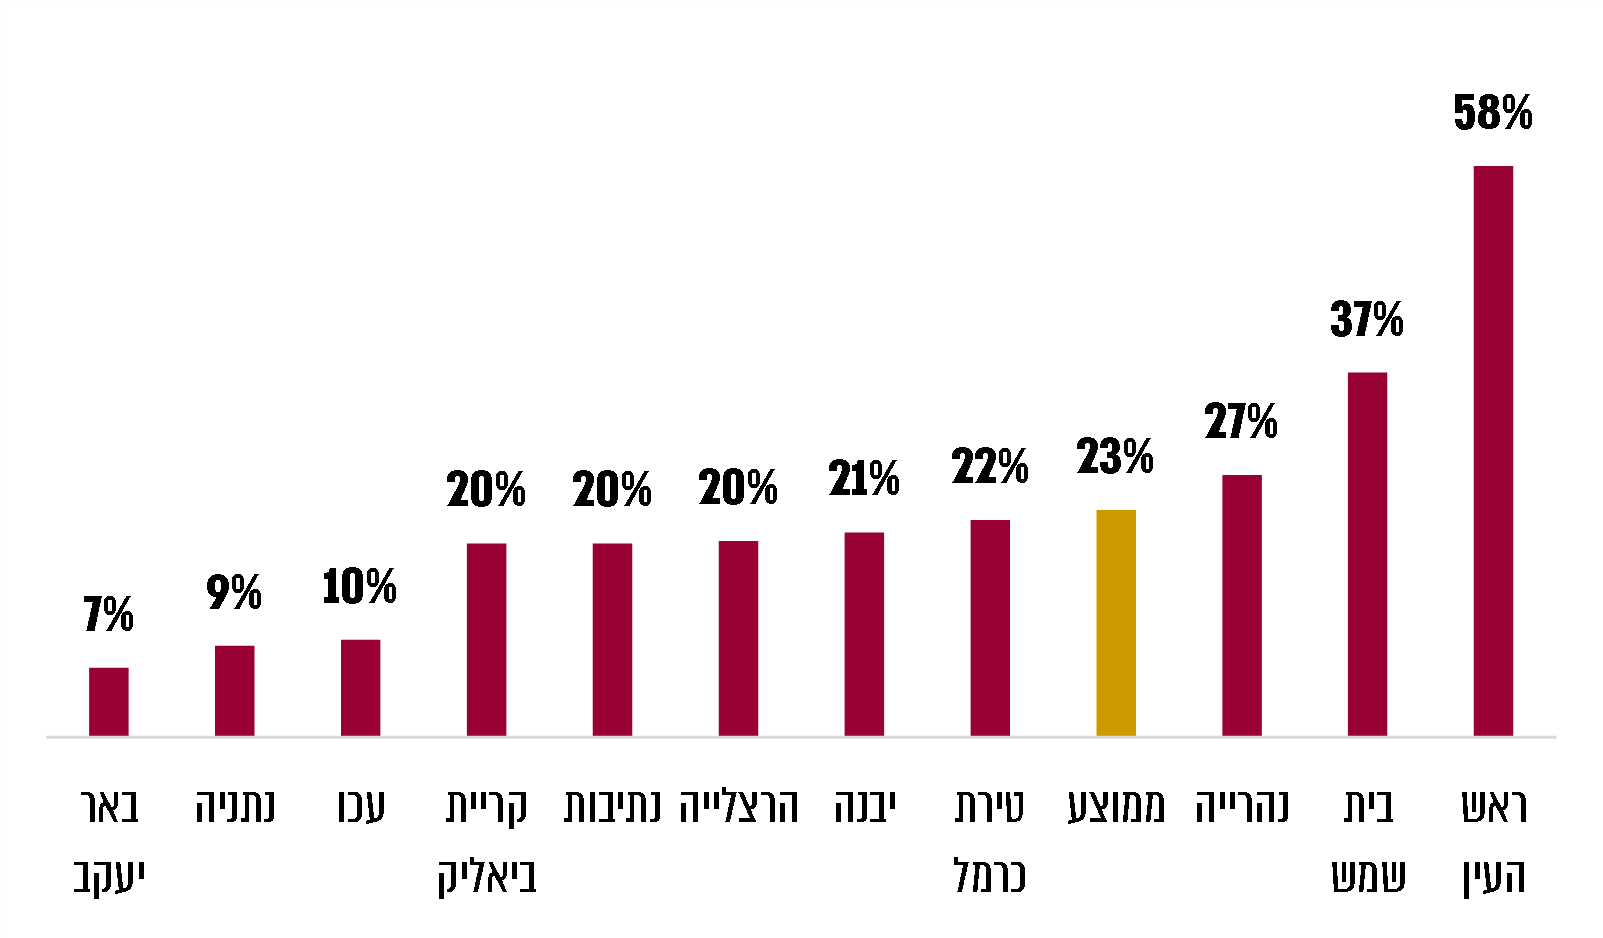 58%
37%
27%
23%
22%
21%
20%
20%
20%
10%
9%
7%
ראש
העין
בית
שמש
נהרייה
ממוצע
טירת
כרמל
יבנה
הרצלייה
נתיבות
קריית
ביאליק
עכו
נתניה
באר
יעקב